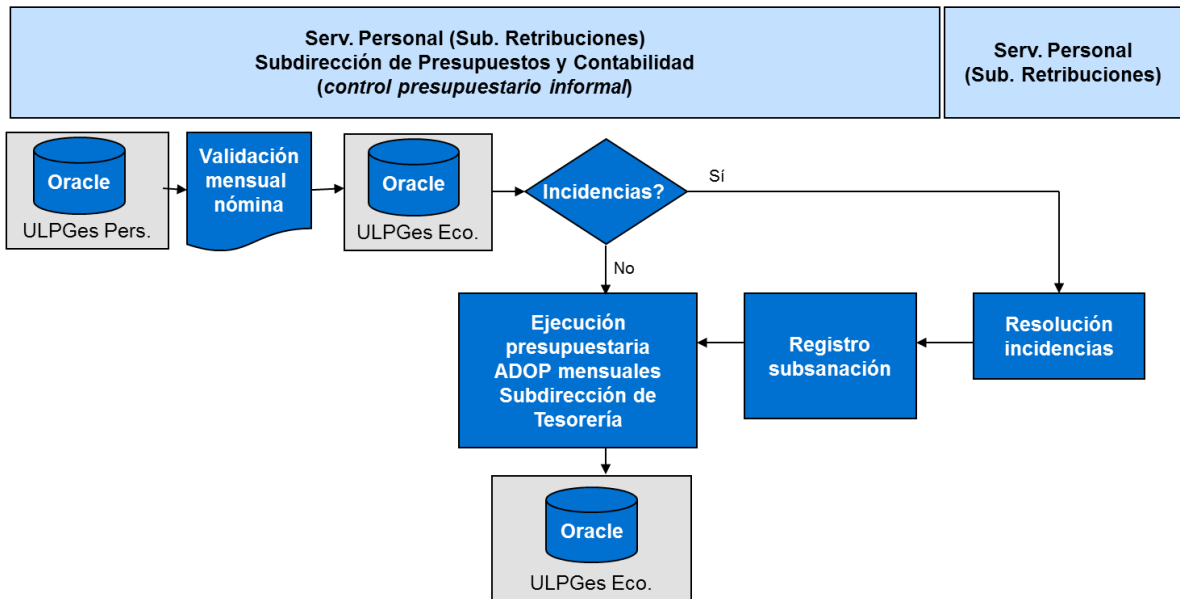 Serv. Personal (Sub. Retribuciones)
Subdirección de Presupuestos y Contabilidad
(control presupuestario informal)
Serv. Personal
(Sub. Retribuciones)
Oracle
ULPGes Pers.
Validación
mensual
nómina
Oracle
ULPGes Eco.
Incidencias?
Sí
No
Ejecución
presupuestaria
ADOP mensuales
Subdirección de
Tesorería
Registro
subsanación
Resolución
incidencias
Oracle
ULPGes Eco.